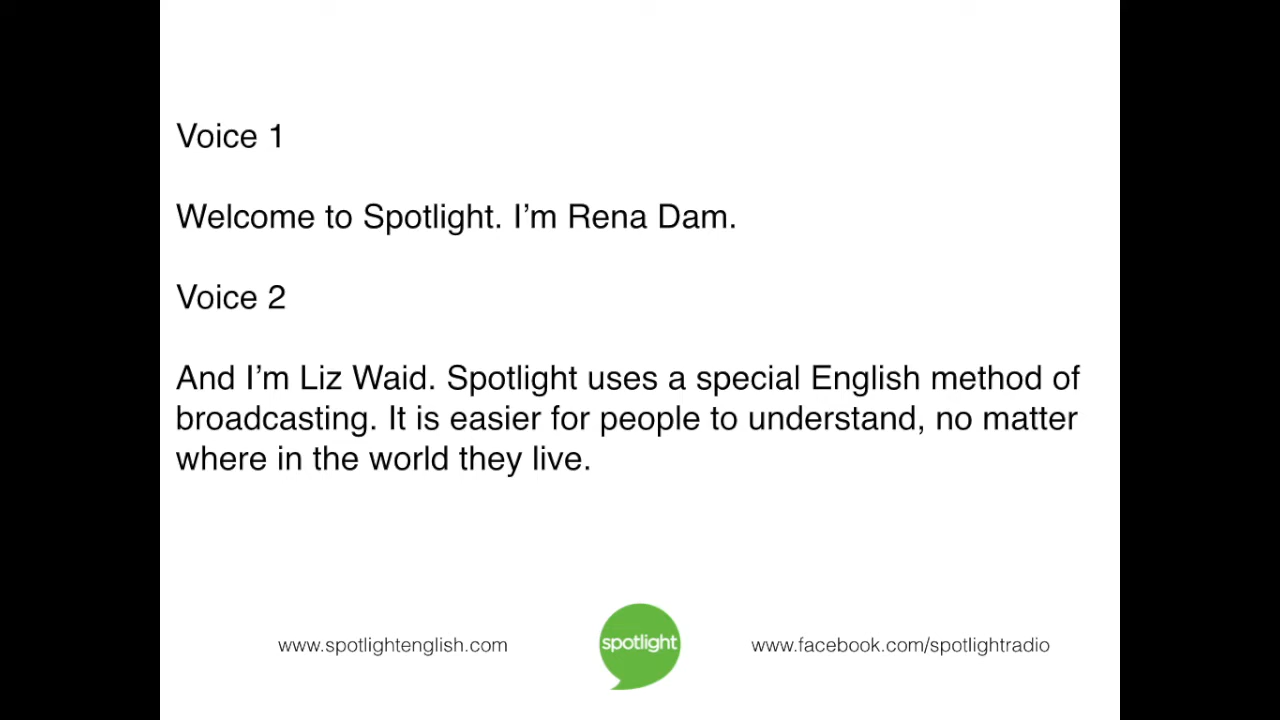 Voice 1
Welcome to Spotlight. I’m Rena Dam.
Voice 2
And I’m Liz Waid. Spotlight uses a special English method of
broadcasting. It is easier for people to understand, no matter
where in the world they live.
www.spotlightenglish.com
spotlight
www.facebook.com/spotlightradio